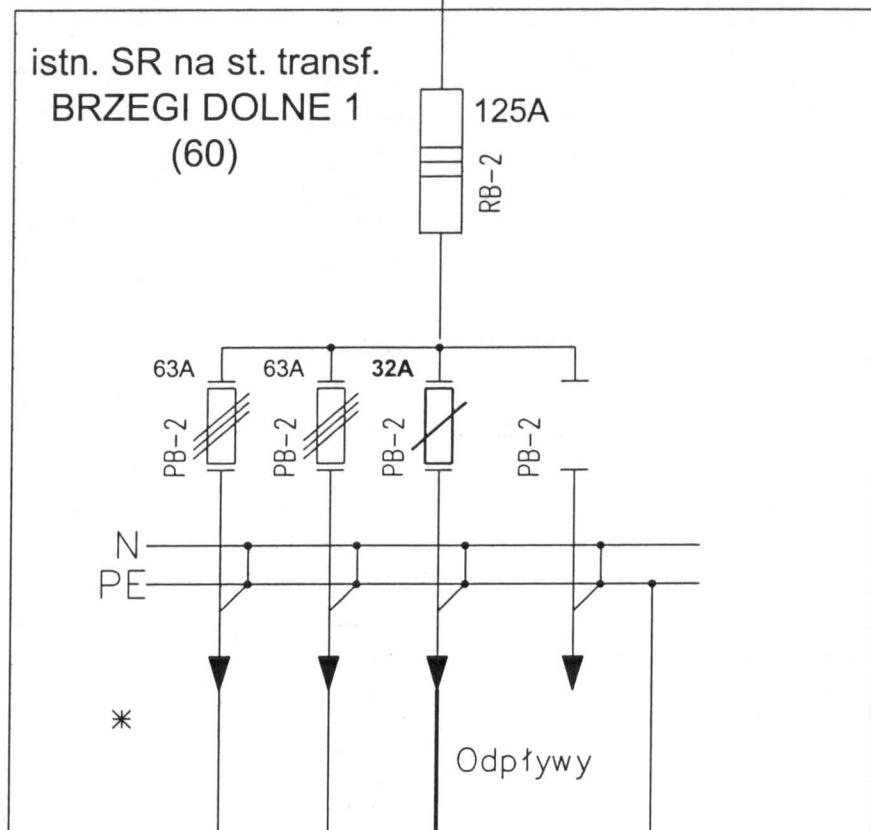 istn. SR na st. transf.
BRZEGI DOLNE 1
(60)
125A
RB-2
63A
63A
32A
PB-2
PB-2
PB-2
PB-2
N
PE
*
Odpływy